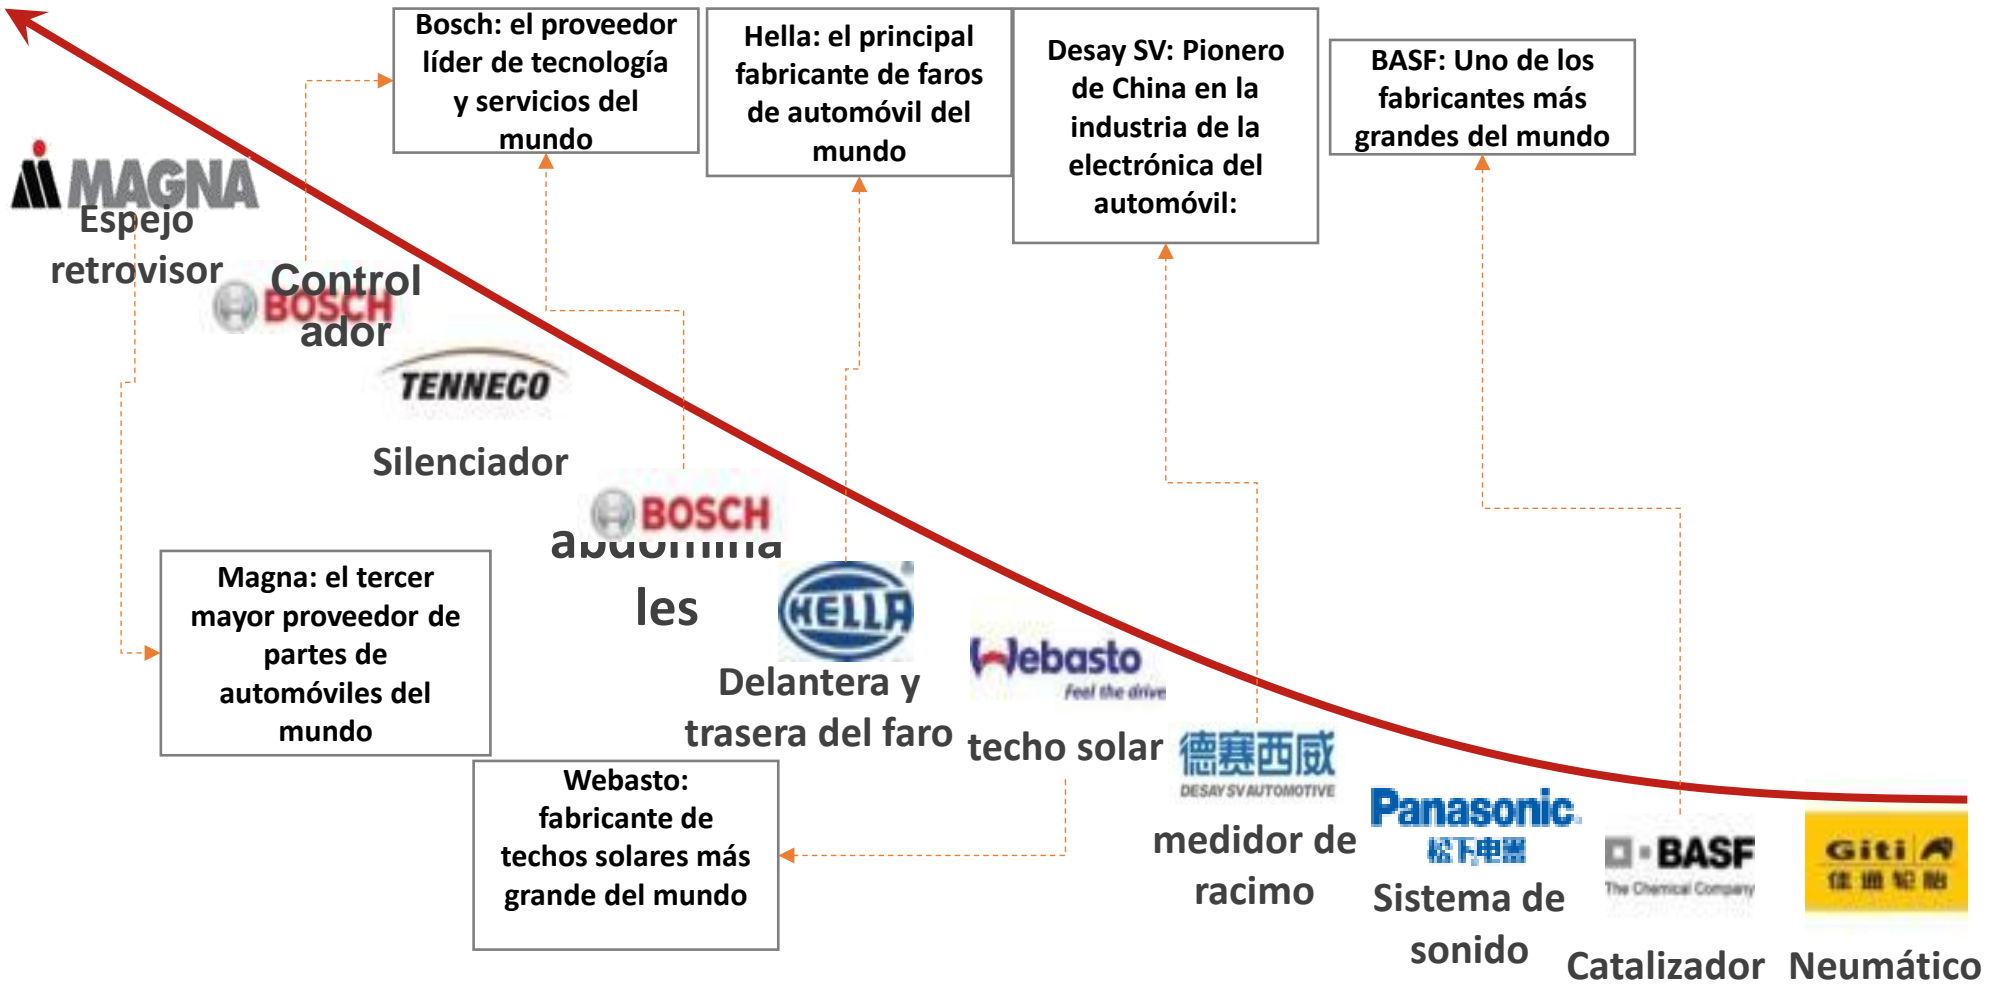 Bosch: el proveedor
líder de tecnología
y servicios del
mundo
Hella: el principal
fabricante de faros
de automóvil del
mundo
Desay SV: Pionero
de China en la
industria de la
electrónica del
automóvil:
BASF: Uno de los
fabricantes más
grandes del mundo
MAGNA
Espejo
retrovisor
BOSCH
Control
ador
TENNECO
Silenciador
BOSCH
abdomina
les
Magna: el tercer
mayor proveedor de
partes de
automóviles del
mundo
HELLA
Delantera y
trasera del faro
Webasto
Feel the drive
techo solar
Webasto:
fabricante de
techos solares más
grande del mundo
德赛西威
DESAY SV AUTOMOTIVE
medidor de
racimo
Panasonic
松下电器
Sistema de
sonido
BASF
The Chemical Company
Catalizador
Giti
佳通轮胎
Neumático